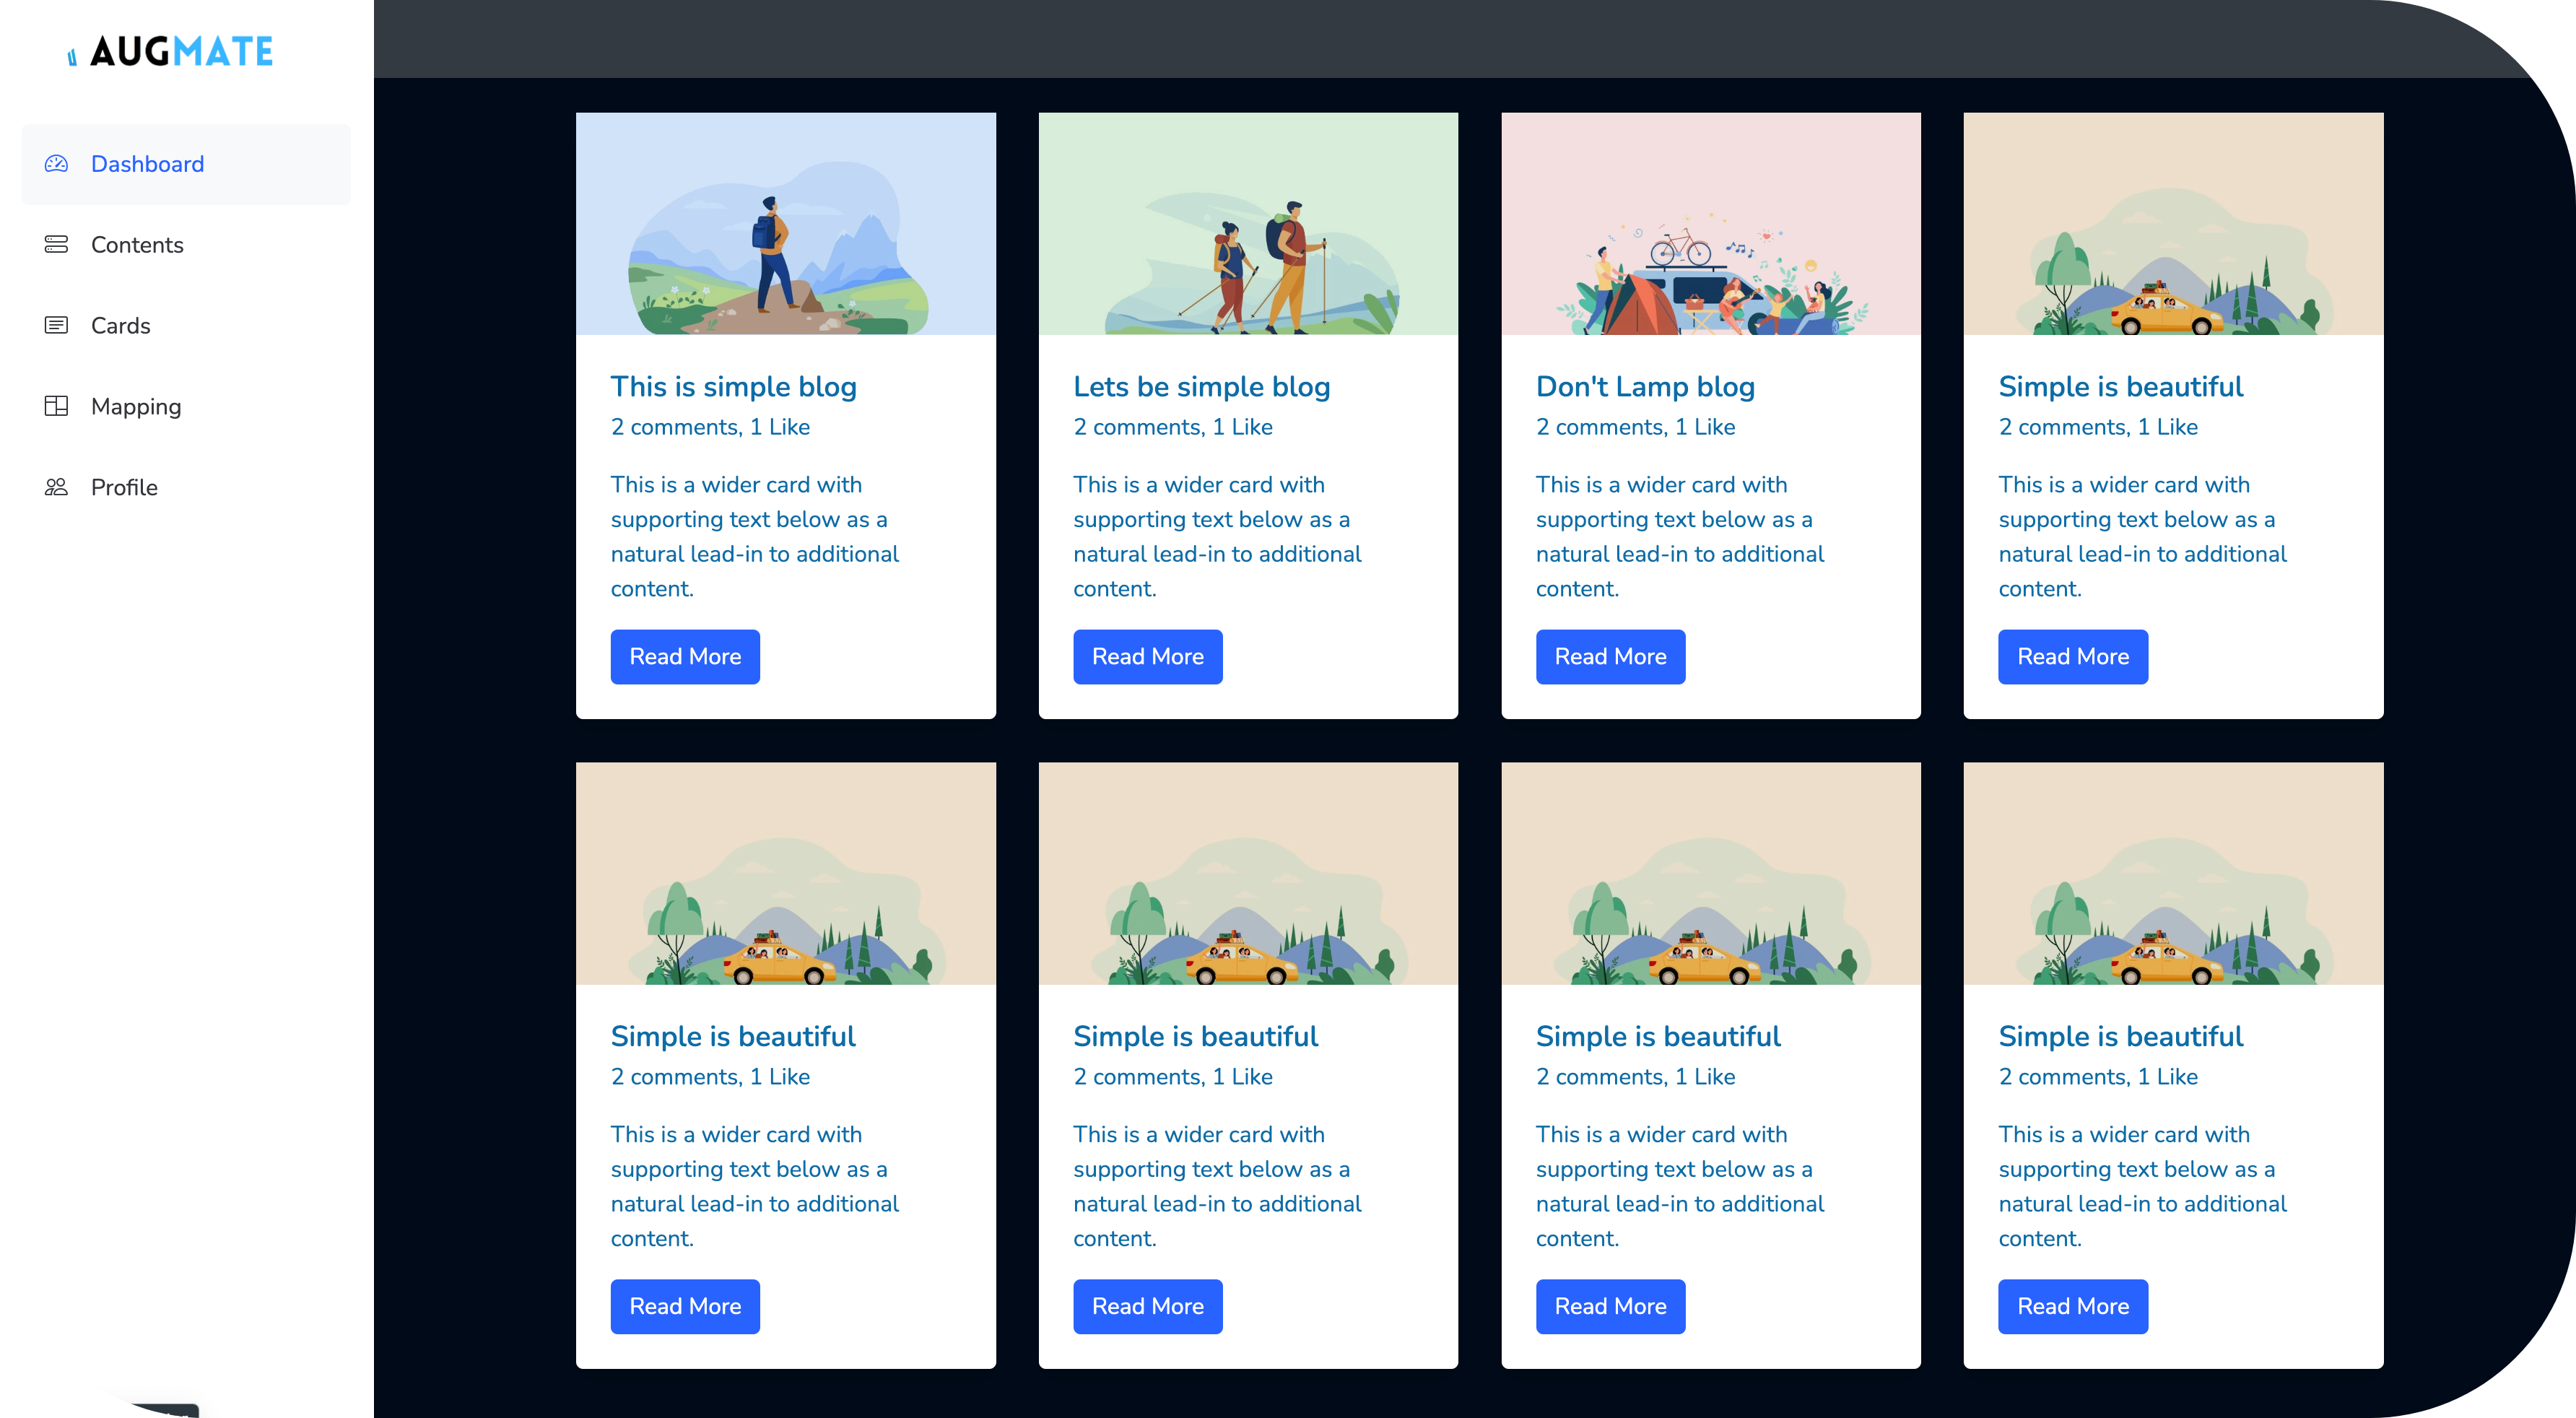 AUGMATE
Dashboard
Contents
Cards
Mapping
Profile
This is simple blog
2 comments, 1 Like
This is a wider card with
supporting text below as a
natural lead-in to additional
content.
Read More
Lets be simple blog
2 comments, 1 Like
This is a wider card with
supporting text below as a
natural lead-in to additional
content.
Read More
Don't Lamp blog
2 comments, 1 Like
This is a wider card with
supporting text below as a
natural lead-in to additional
content.
Read More
Simple is beautiful
2 comments, 1 Like
This is a wider card with
supporting text below as a
natural lead-in to additional
content.
Read More
Simple is beautiful
2 comments, 1 Like
This is a wider card with
supporting text below as a
natural lead-in to additional
content.
Read More
Simple is beautiful
2 comments, 1 Like
This is a wider card with
supporting text below as a
natural lead-in to additional
content.
Read More
Simple is beautiful
2 comments, 1 Like
This is a wider card with
supporting text below as a
natural lead-in to additional
content.
Read More
Simple is beautiful
2 comments, 1 Like
This is a wider card with
supporting text below as a
natural lead-in to additional
content.
Read More